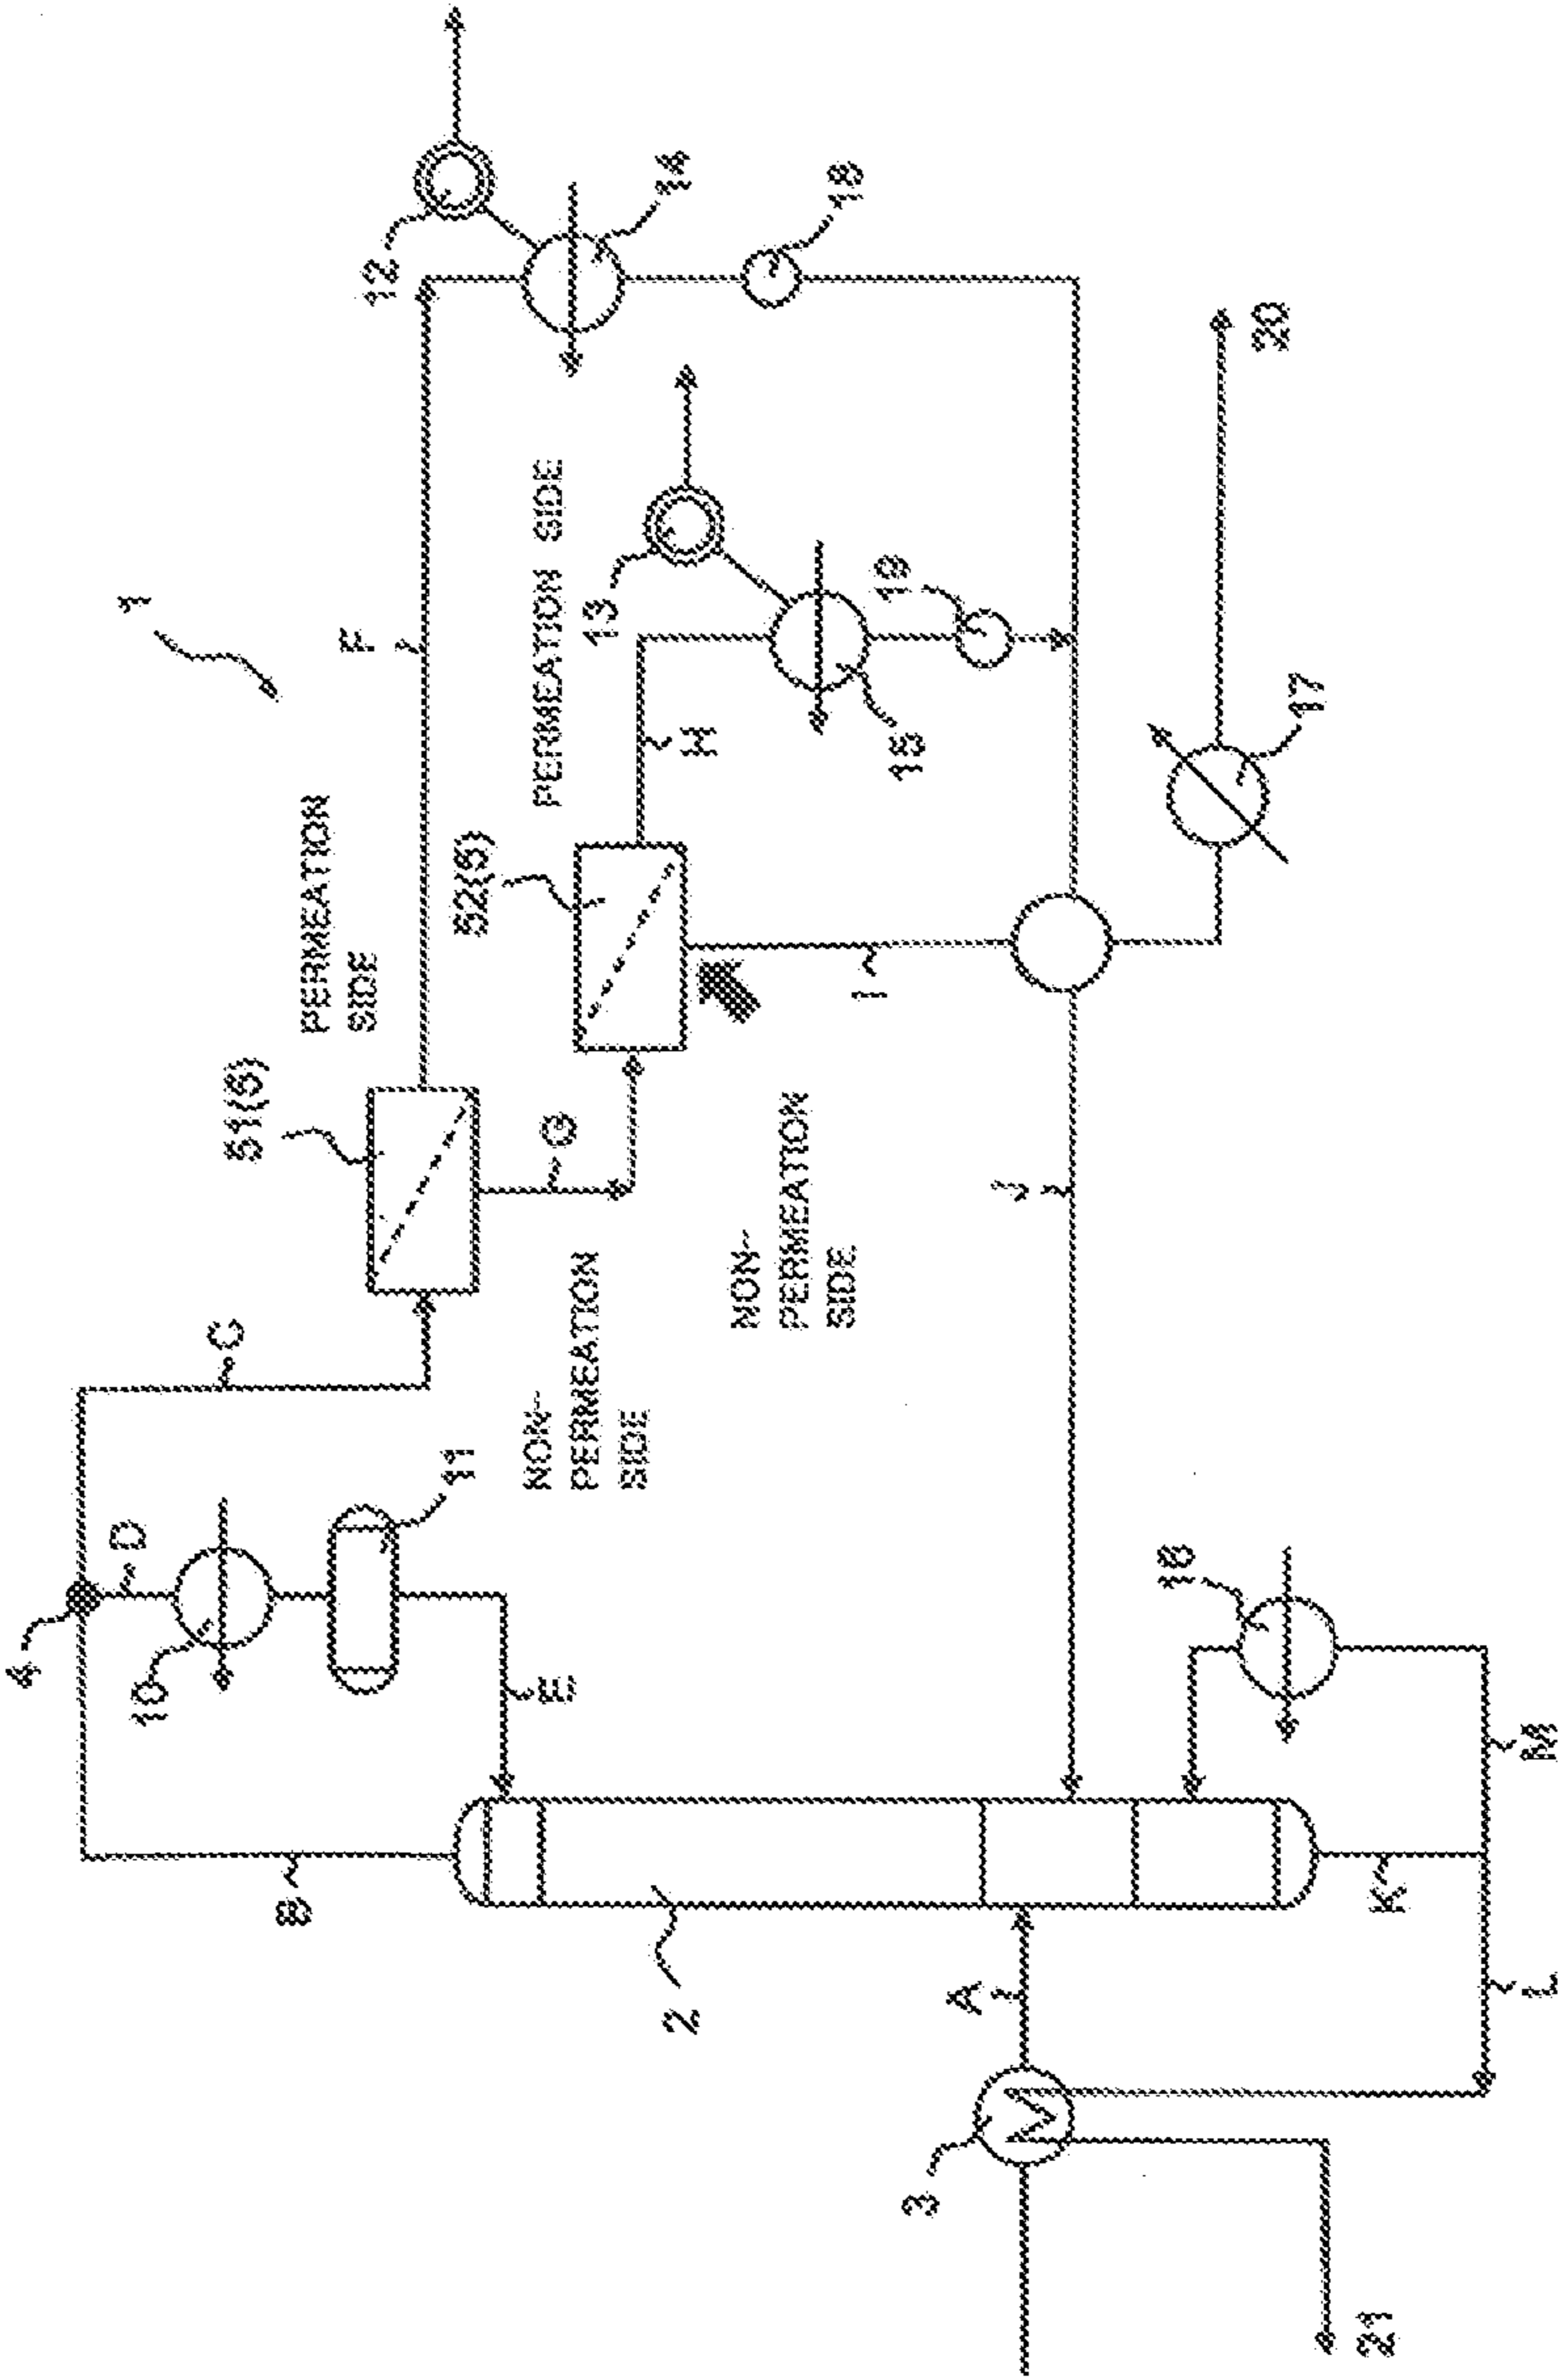 12
14
18
20
1
F
PERMEATION SIDE
13
19
H
15
17
PERMEATION
SIDE
52(5)
I
51(5)
G
NON-
PERMEATION
SIDE
J
C
NON-
PERMEATION
SIDE
D
11
4
10
E
16
M
B
2
K
A
L
3
21